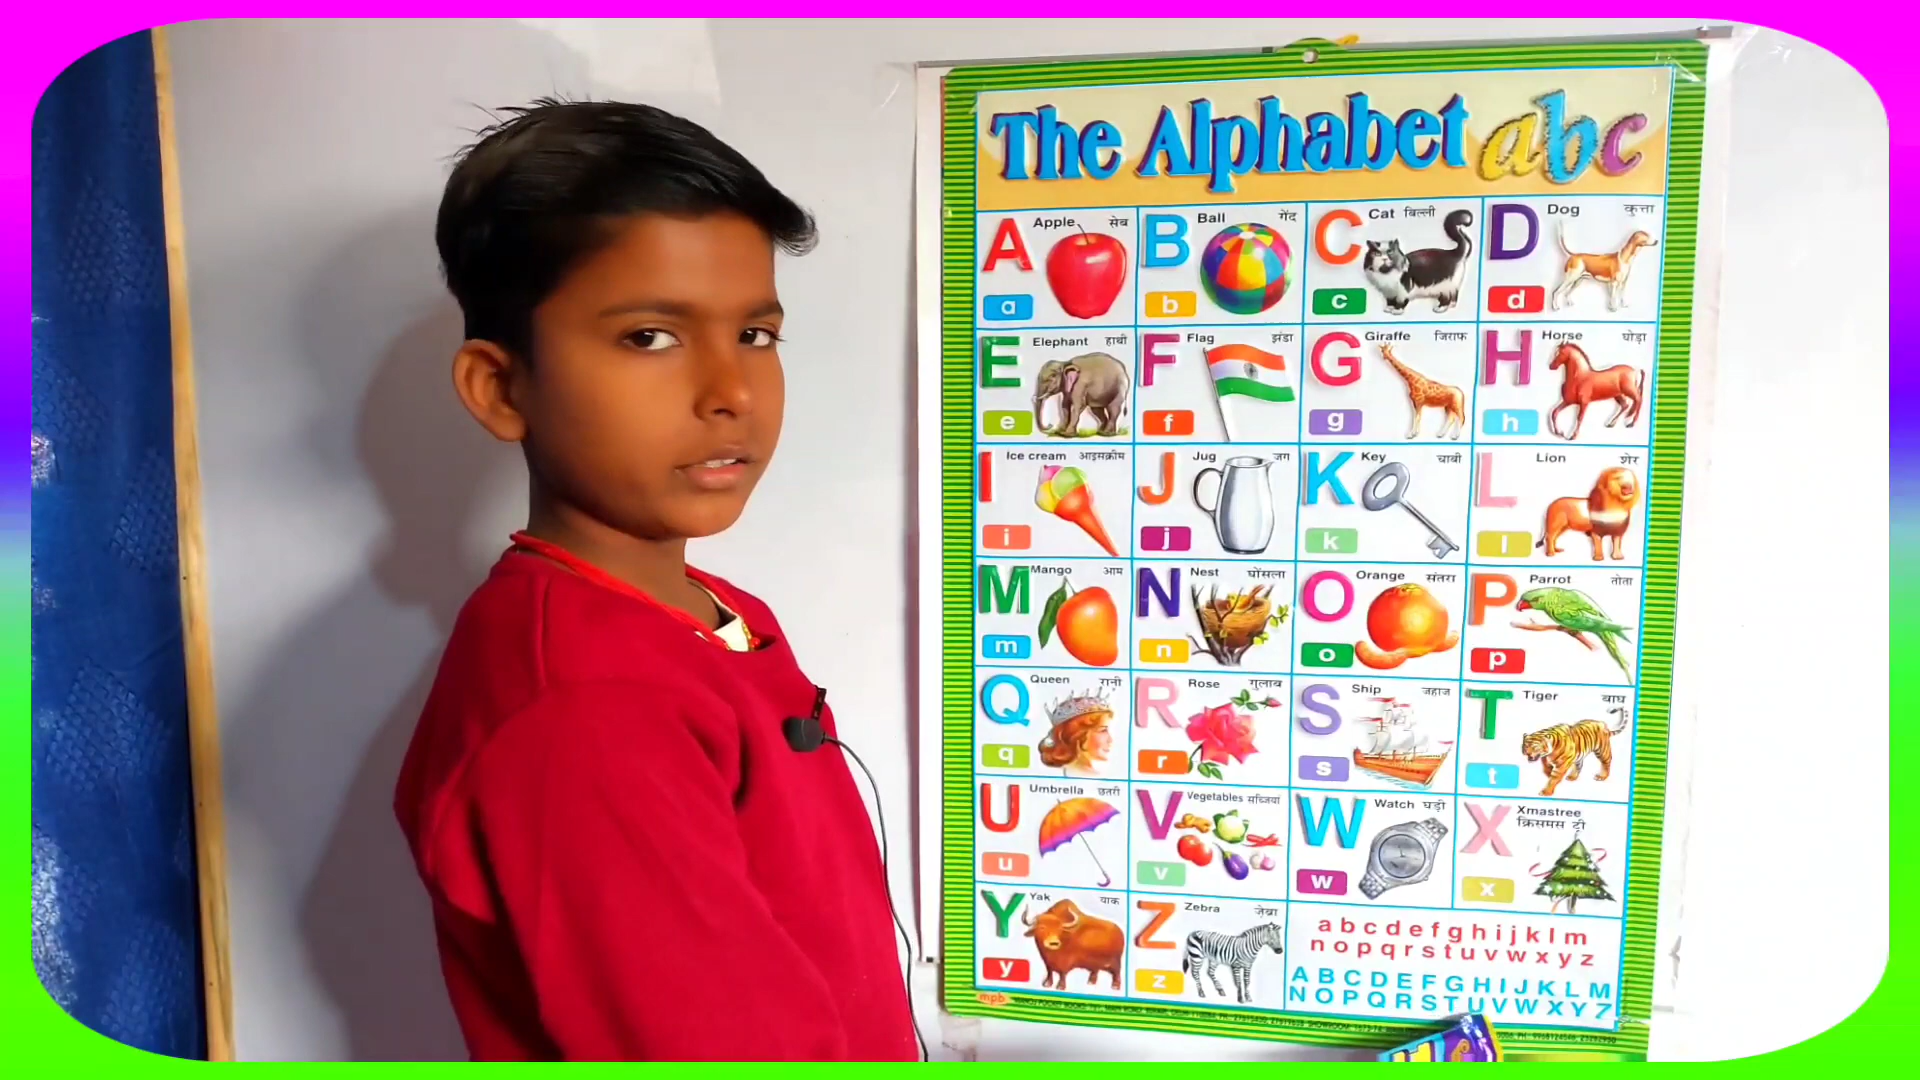 The Alphabet abc
A Apple सेब
a
B Ball गेंद
b
C Cat बिल्ली
c
D Dog कुत्ता
d
E Elephant हाथी
e
F Flag झंडा
f
G Giraffe जिराफ
g
H Horse घोड़ा
h
I Ice cream आइसक्रीम
i
J Jug जग
j
K Key चाबी
k
L Lion शेर
l
M Mango आम
m
N Nest घोंसला
n
O Orange संतरा
o
P Parrot तोता
p
Q Queen रानी
q
R Rose गुलाब
r
S Ship जहाज
s
T Tiger बाघ
t
U Umbrella छतरी
u
V Vegetables सब्जियां
v
W Watch घड़ी
w
X Xmastree
क्रिसमस ट्री
x
Y Yak याक
y
Z Zebra ज़ेब्रा
z
a b c d e f g h i j k l m
n o p q r s t u v w x y z
A B C D E F G H I J K L M
N O P Q R S T U V W X Y Z
mpb